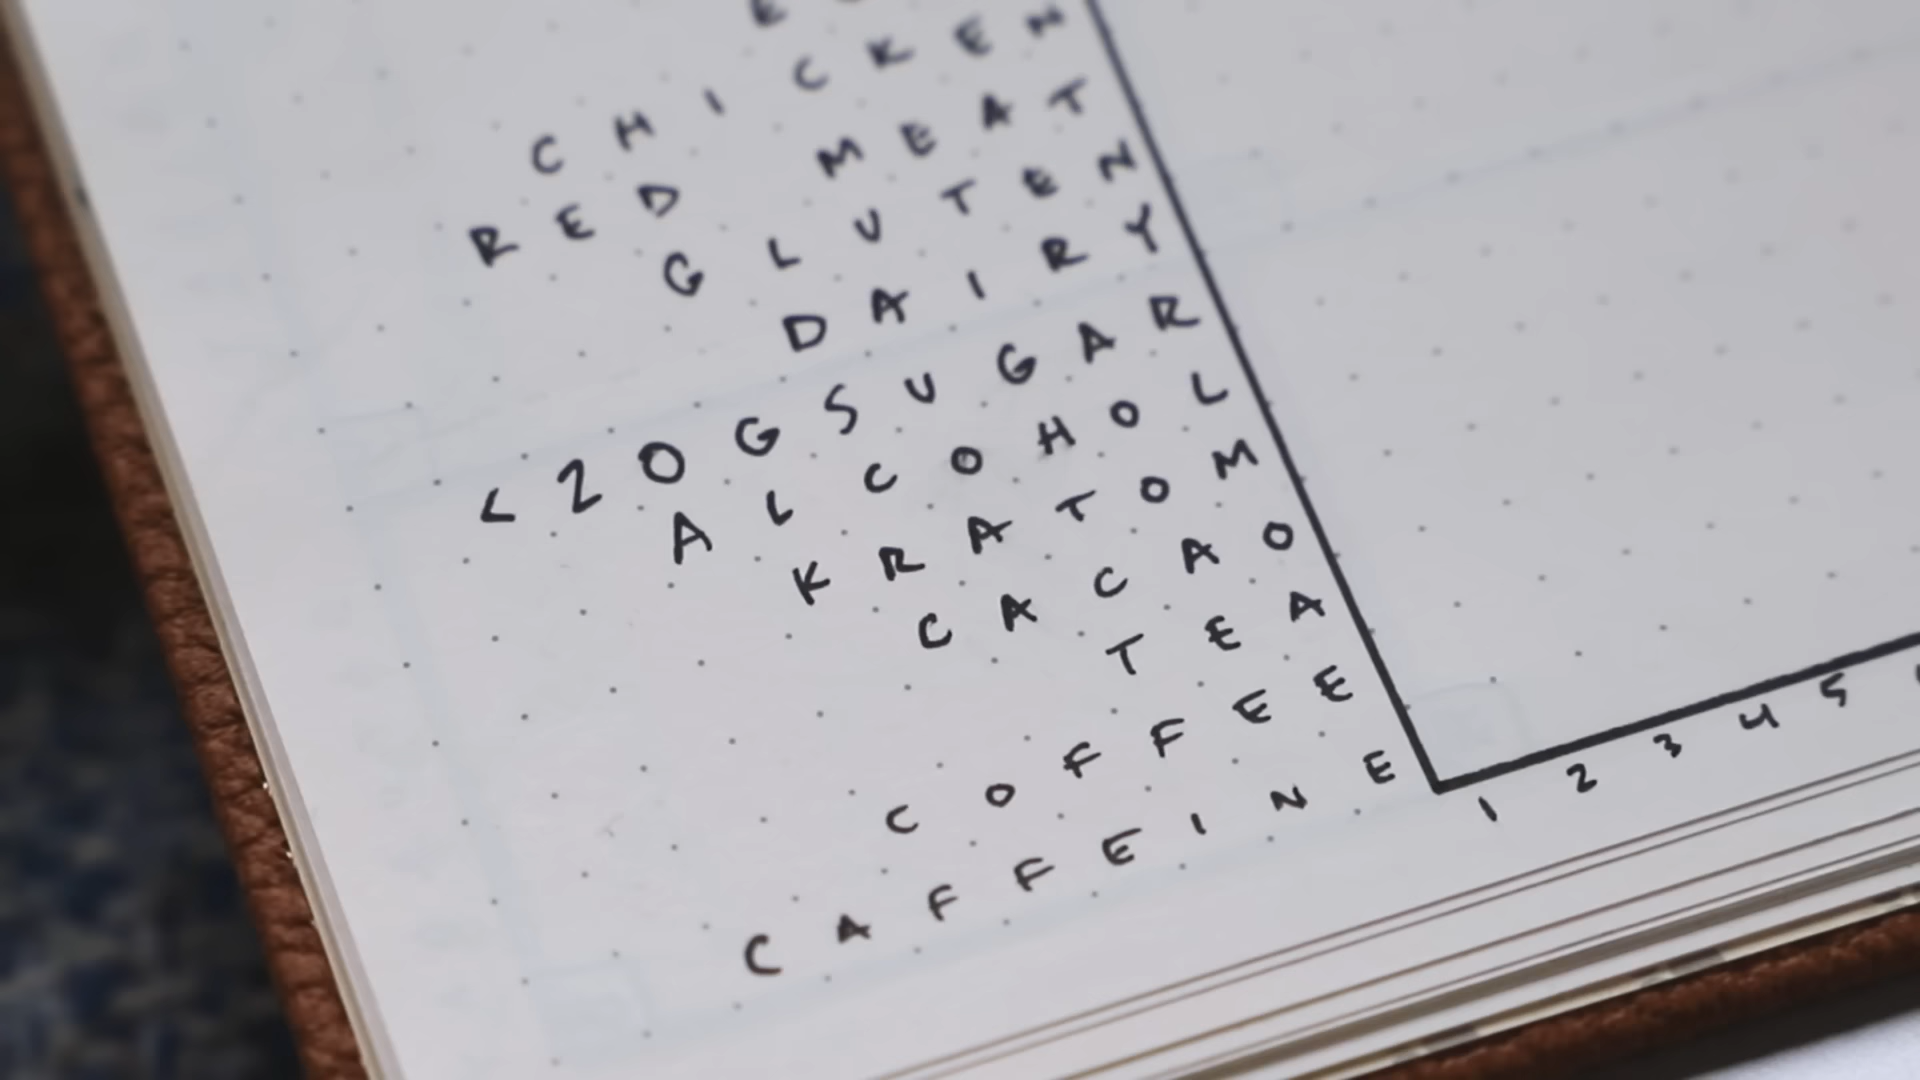 CHICKEN
RED MEAT
GLUTEN
DAIRY
<20G SUGAR
ALCOHOL
KRATOM
CACAO
TEA
COFFEE
CAFFEINE
1 2 3 4 5